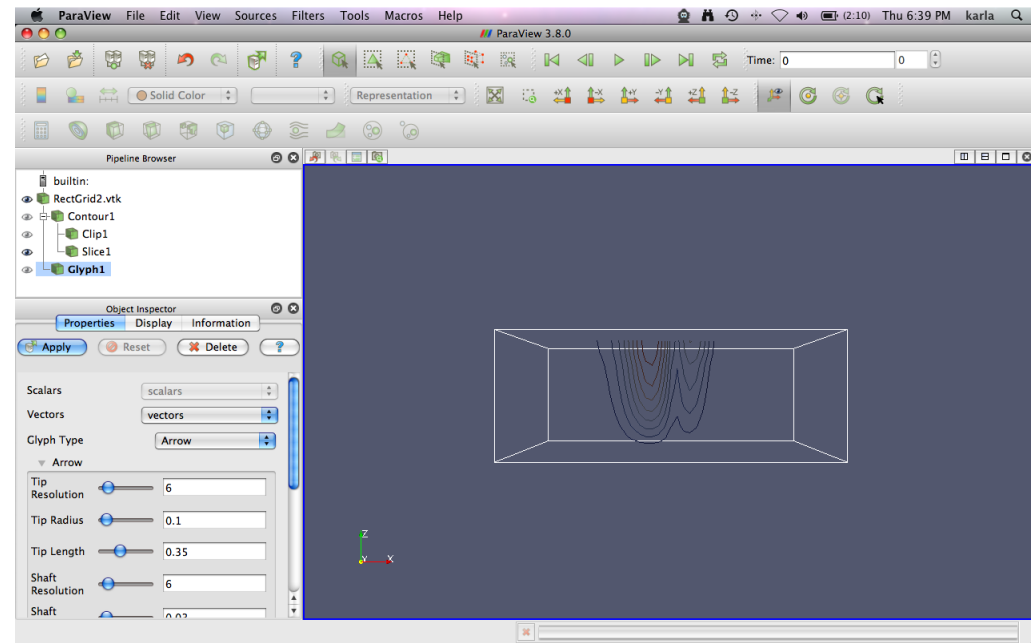 ParaView File Edit View Sources Filters Tools Macros Help (2:10) Thu 6:39 PM karla
ParaView 3.8.0
Time: 0 0
Solid Color Representation +X -X +Y -Y +Z -Z
Pipeline Browser
builtin:
RectGrid2.vtk
Contour1
Clip1
Slice1
Glyph1
Object Inspector
Properties Display Information
Apply Reset Delete ?
Scalars scalars
Vectors vectors
Glyph Type Arrow
Arrow
Tip Resolution 6
Tip Radius 0.1
Tip Length 0.35
Shaft Resolution 6
Shaft 0.03
Z
Y X